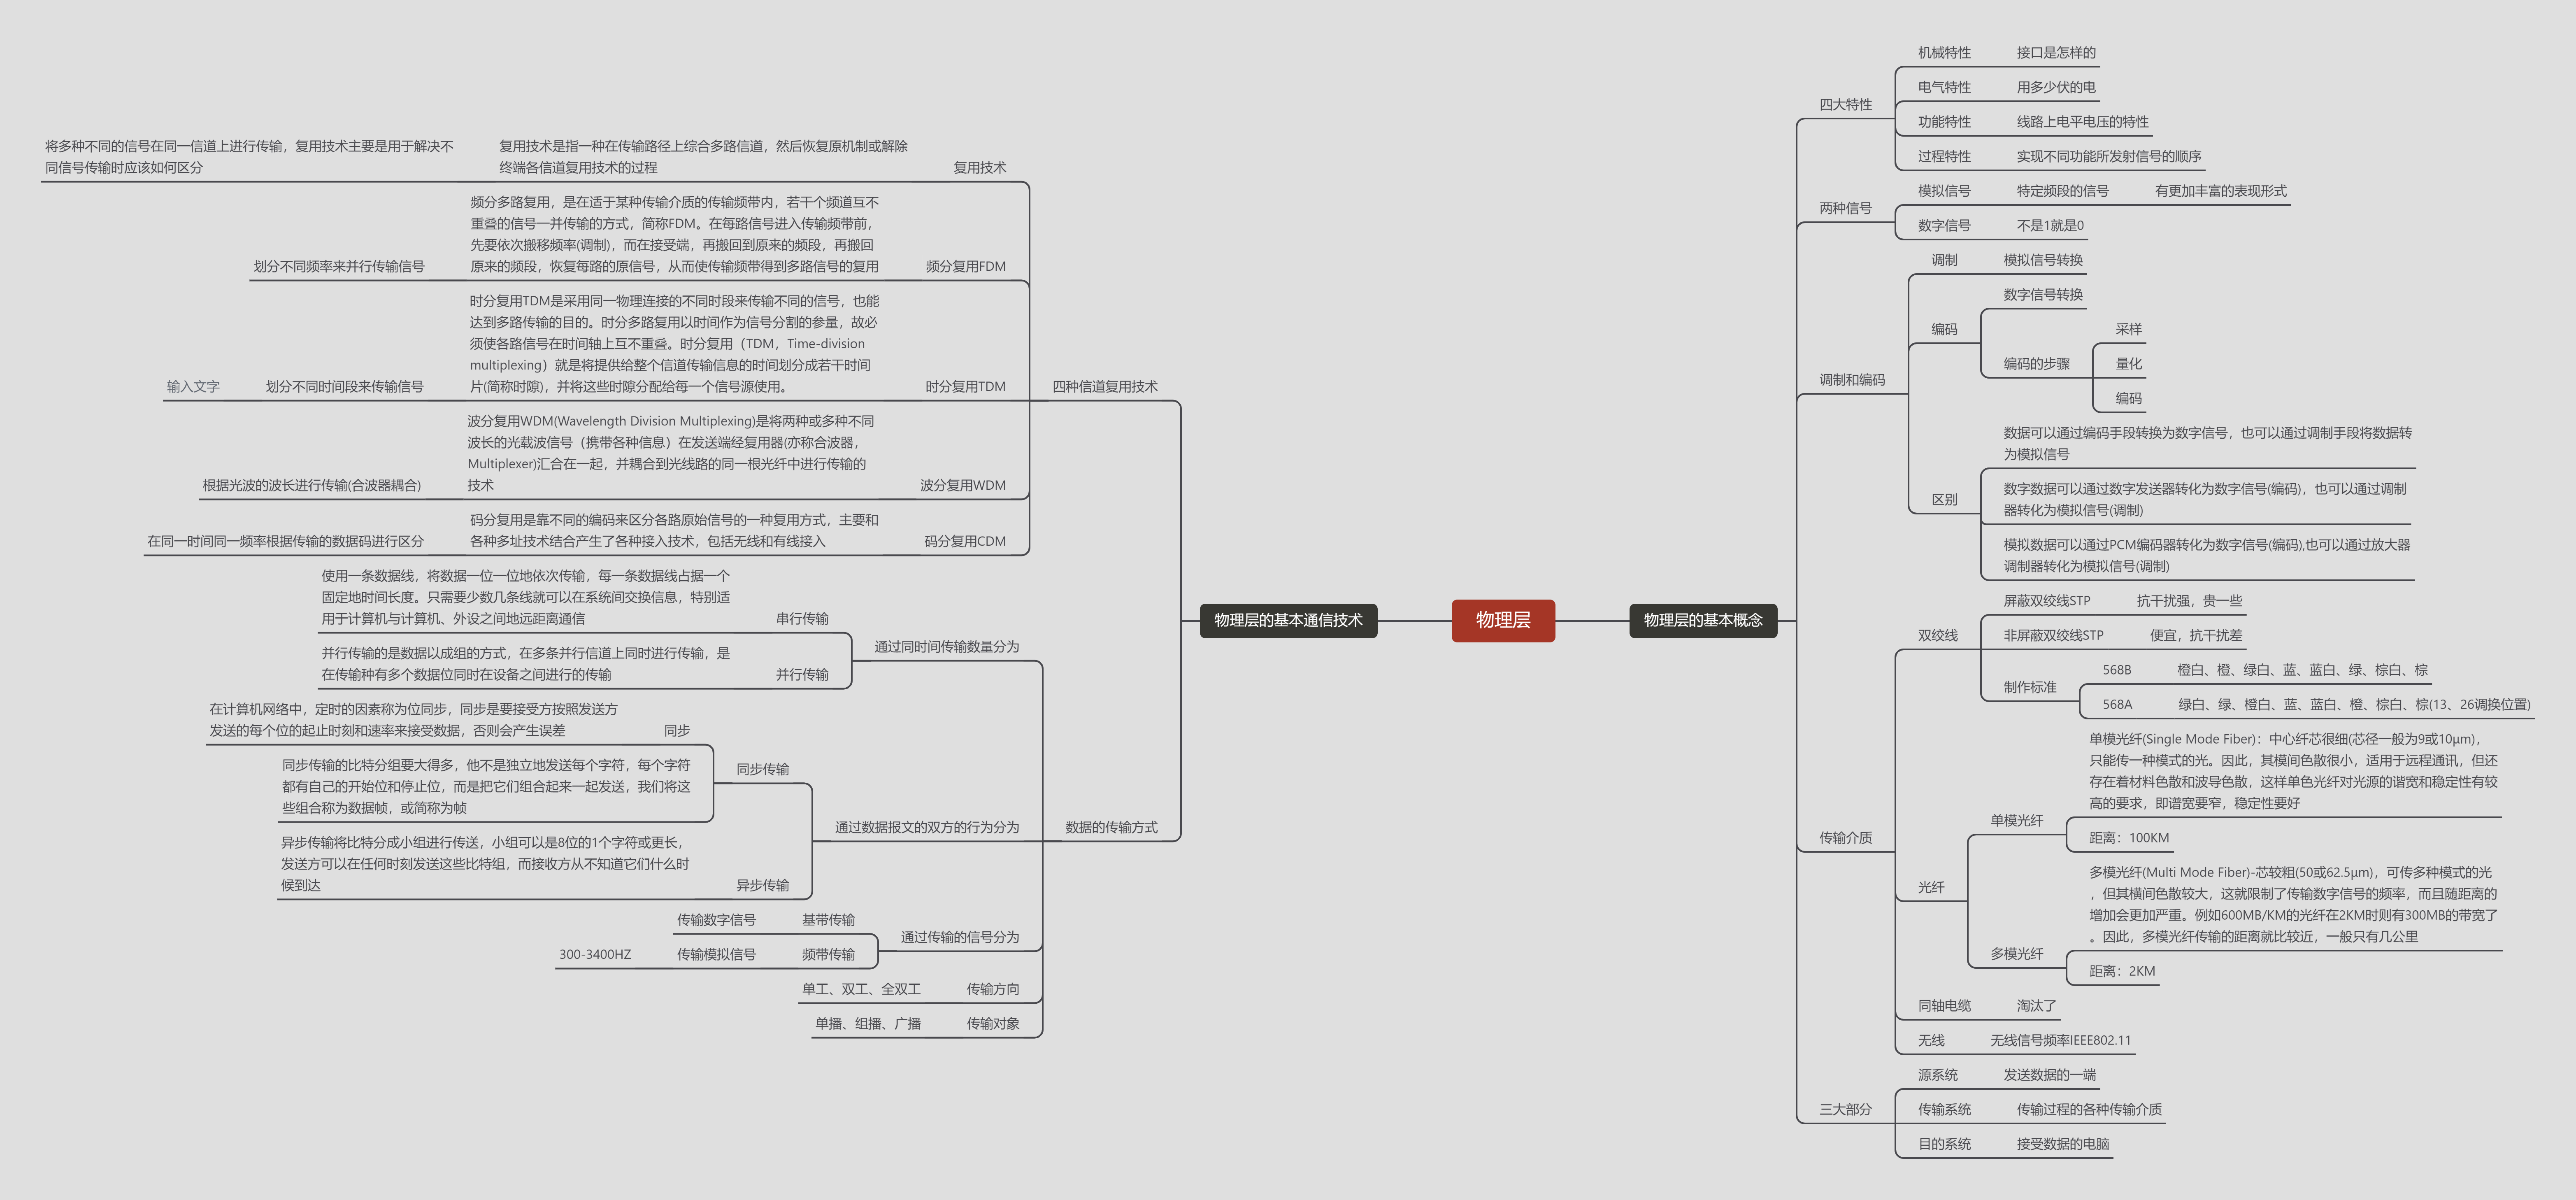 物理层
物理层的基本概念
四大特性
机械特性
接口是怎样的
电气特性
用多少伏的电
功能特性
线路上电平电压的特性
过程特性
实现不同功能所发射信号的顺序
两种信号
模拟信号
特定频段的信号
有更加丰富的表现形式
数字信号
不是1就是0
调制和编码
调制
模拟信号转换
编码
数字信号转换
编码的步骤
采样
量化
编码
区别
数据可以通过编码手段转换为数字信号，也可以通过调制手段将数据转
为模拟信号
数字数据可以通过数字发送器转化为数字信号(编码)，也可以通过调制
器转化为模拟信号(调制)
模拟数据可以通过PCM编码器转化为数字信号(编码),也可以通过放大器
调制器转化为模拟信号(调制)
传输介质
双绞线
屏蔽双绞线STP
抗干扰强，贵一些
非屏蔽双绞线STP
便宜，抗干扰差
制作标准
568B
橙白、橙、绿白、蓝、蓝白、绿、棕白、棕
568A
绿白、绿、橙白、蓝、蓝白、橙、棕白、棕(13、26调换位置)
光纤
单模光纤
单模光纤(Single Mode Fiber)：中心纤芯很细(芯径一般为9或10μm)，
只能传一种模式的光。因此，其模间色散很小，适用于远程通讯，但还
存在着材料色散和波导色散，这样单色光纤对光源的谐宽和稳定性有较
高的要求，即谱宽要窄，稳定性要好
距离：100KM
多模光纤
多模光纤(Multi Mode Fiber)-芯较粗(50或62.5μm)，可传多种模式的光
，但其横间色散较大，这就限制了传输数字信号的频率，而且随距离的
增加会更加严重。例如600MB/KM的光纤在2KM时则有300MB的带宽了
。因此，多模光纤传输的距离就比较近，一般只有几公里
距离：2KM
同轴电缆
淘汰了
无线
无线信号频率IEEE802.11
三大部分
源系统
发送数据的一端
传输系统
传输过程的各种传输介质
目的系统
接受数据的电脑
物理层的基本通信技术
四种信道复用技术
复用技术
复用技术是指一种在传输路径上综合多路信道，然后恢复原机制或解除
终端各信道复用技术的过程
将多种不同的信号在同一信道上进行传输，复用技术主要是用于解决不
同信号传输时应该如何区分
频分复用FDM
频分多路复用，是在适于某种传输介质的传输频带内，若干个频道互不
重叠的信号一并传输的方式，简称FDM。在每路信号进入传输频带前，
先要依次搬移频率(调制)，而在接受端，再搬回到原来的频段，再搬回
原来的频段，恢复每路的原信号，从而使传输频带得到多路信号的复用
划分不同频率来并行传输信号
时分复用TDM
时分复用TDM是采用同一物理连接的不同时段来传输不同的信号，也能
达到多路传输的目的。时分多路复用以时间作为信号分割的参量，故必
须使各路信号在时间轴上互不重叠。时分复用（TDM，Time-division
multiplexing）就是将提供给整个信道传输信息的时间划分成若干时间
片(简称时隙)，并将这些时隙分配给每一个信号源使用。
划分不同时间段来传输信号
输入文字
波分复用WDM
波分复用WDM(Wavelength Division Multiplexing)是将两种或多种不同
波长的光载波信号（携带各种信息）在发送端经复用器(亦称合波器，
Multiplexer)汇合在一起，并耦合到光线路的同一根光纤中进行传输的
技术
根据光波的波长进行传输(合波器耦合)
码分复用CDM
码分复用是靠不同的编码来区分各路原始信号的一种复用方式，主要和
各种多址技术结合产生了各种接入技术，包括无线和有线接入
在同一时间同一频率根据传输的数据码进行区分
数据的传输方式
通过同时间传输数量分为
串行传输
使用一条数据线，将数据一位一位地依次传输，每一条数据线占据一个
固定地时间长度。只需要少数几条线就可以在系统间交换信息，特别适
用于计算机与计算机、外设之间地远距离通信
并行传输
并行传输的是数据以成组的方式，在多条并行信道上同时进行传输，是
在传输种有多个数据位同时在设备之间进行的传输
通过数据报文的双方的行为分为
同步传输
同步
在计算机网络中，定时的因素称为位同步，同步是要接受方按照发送方
发送的每个位的起止时刻和速率来接受数据，否则会产生误差
同步传输的比特分组要大得多，他不是独立地发送每个字符，每个字符
都有自己的开始位和停止位，而是把它们组合起来一起发送，我们将这
些组合称为数据帧，或简称为帧
异步传输
异步传输将比特分成小组进行传送，小组可以是8位的1个字符或更长，
发送方可以在任何时刻发送这些比特组，而接收方从不知道它们什么时
候到达
通过传输的信号分为
基带传输
传输数字信号
频带传输
传输模拟信号
300-3400HZ
传输方向
单工、双工、全双工
传输对象
单播、组播、广播